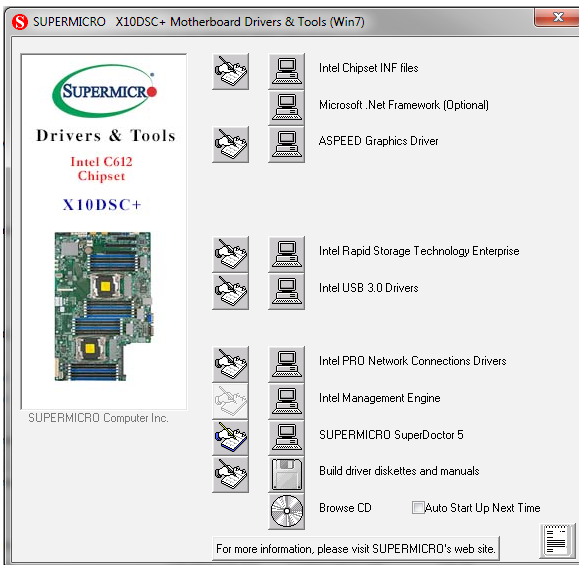 SUPERMICRO X10DSC+ Motherboard Drivers & Tools (Win7)
SUPERMICRO
Drivers & Tools
Intel C612
Chipset
X10DSC+
SUPERMICRO Computer Inc.
Intel Chipset INF files
Microsoft .Net Framework (Optional)
ASPEED Graphics Driver
Intel Rapid Storage Technology Enterprise
Intel USB 3.0 Drivers
Intel PRO Network Connections Drivers
Intel Management Engine
SUPERMICRO SuperDoctor 5
Build driver diskettes and manuals
Browse CD
Auto Start Up Next Time
For more information, please visit SUPERMICRO's web site.